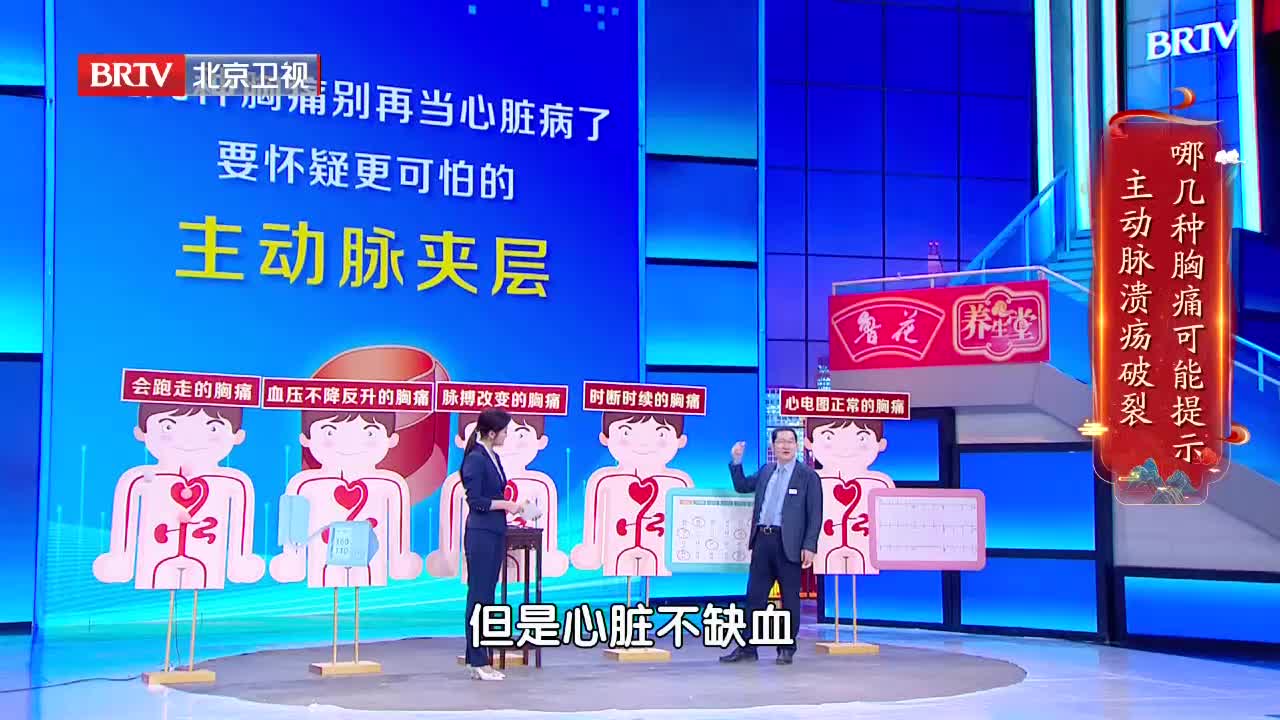 BRTV 北京卫视
BRTV
种胸痛别再当心脏病了
要怀疑更可怕的
主动脉夹层
哪几种胸痛可能提示
主动脉溃疡破裂
鲁花
养生堂
会跑走的胸痛
血压不降反升的胸痛
脉搏改变的胸痛
时断时续的胸痛
心电图正常的胸痛
160
110
但是心脏不缺血